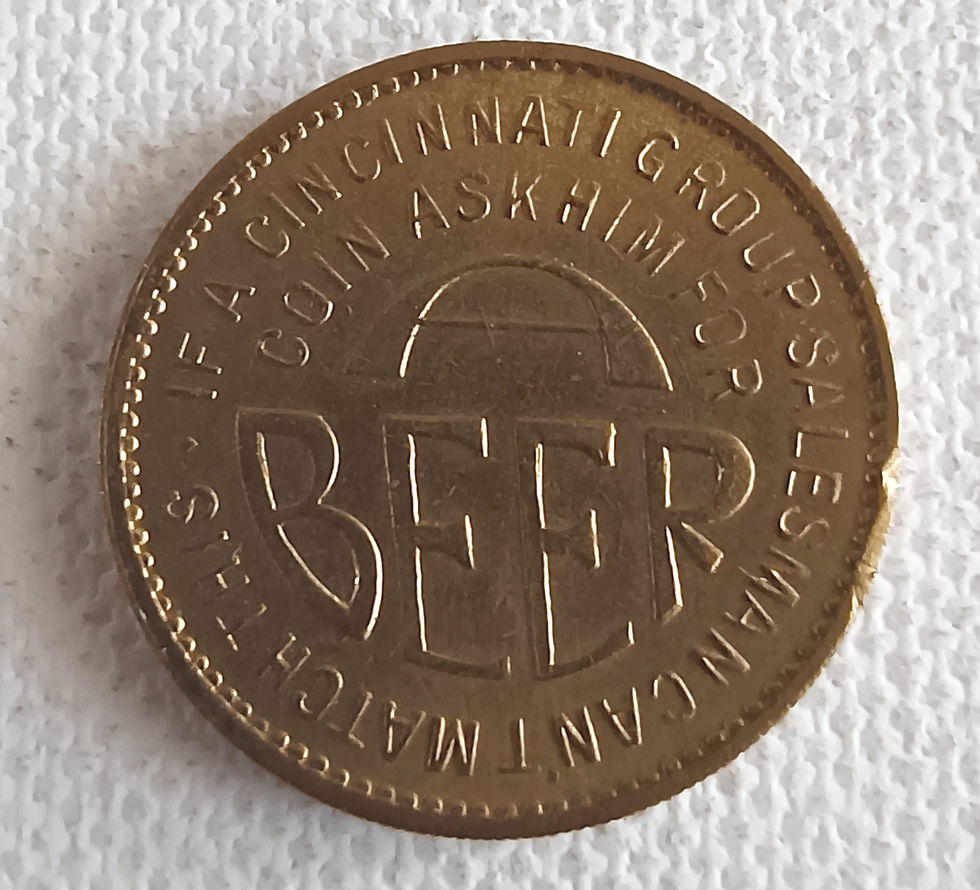 IF A CINCINNATI GROUP SALESMAN CAN'T MATCH THIS
COIN ASK HIM FOR
BEER